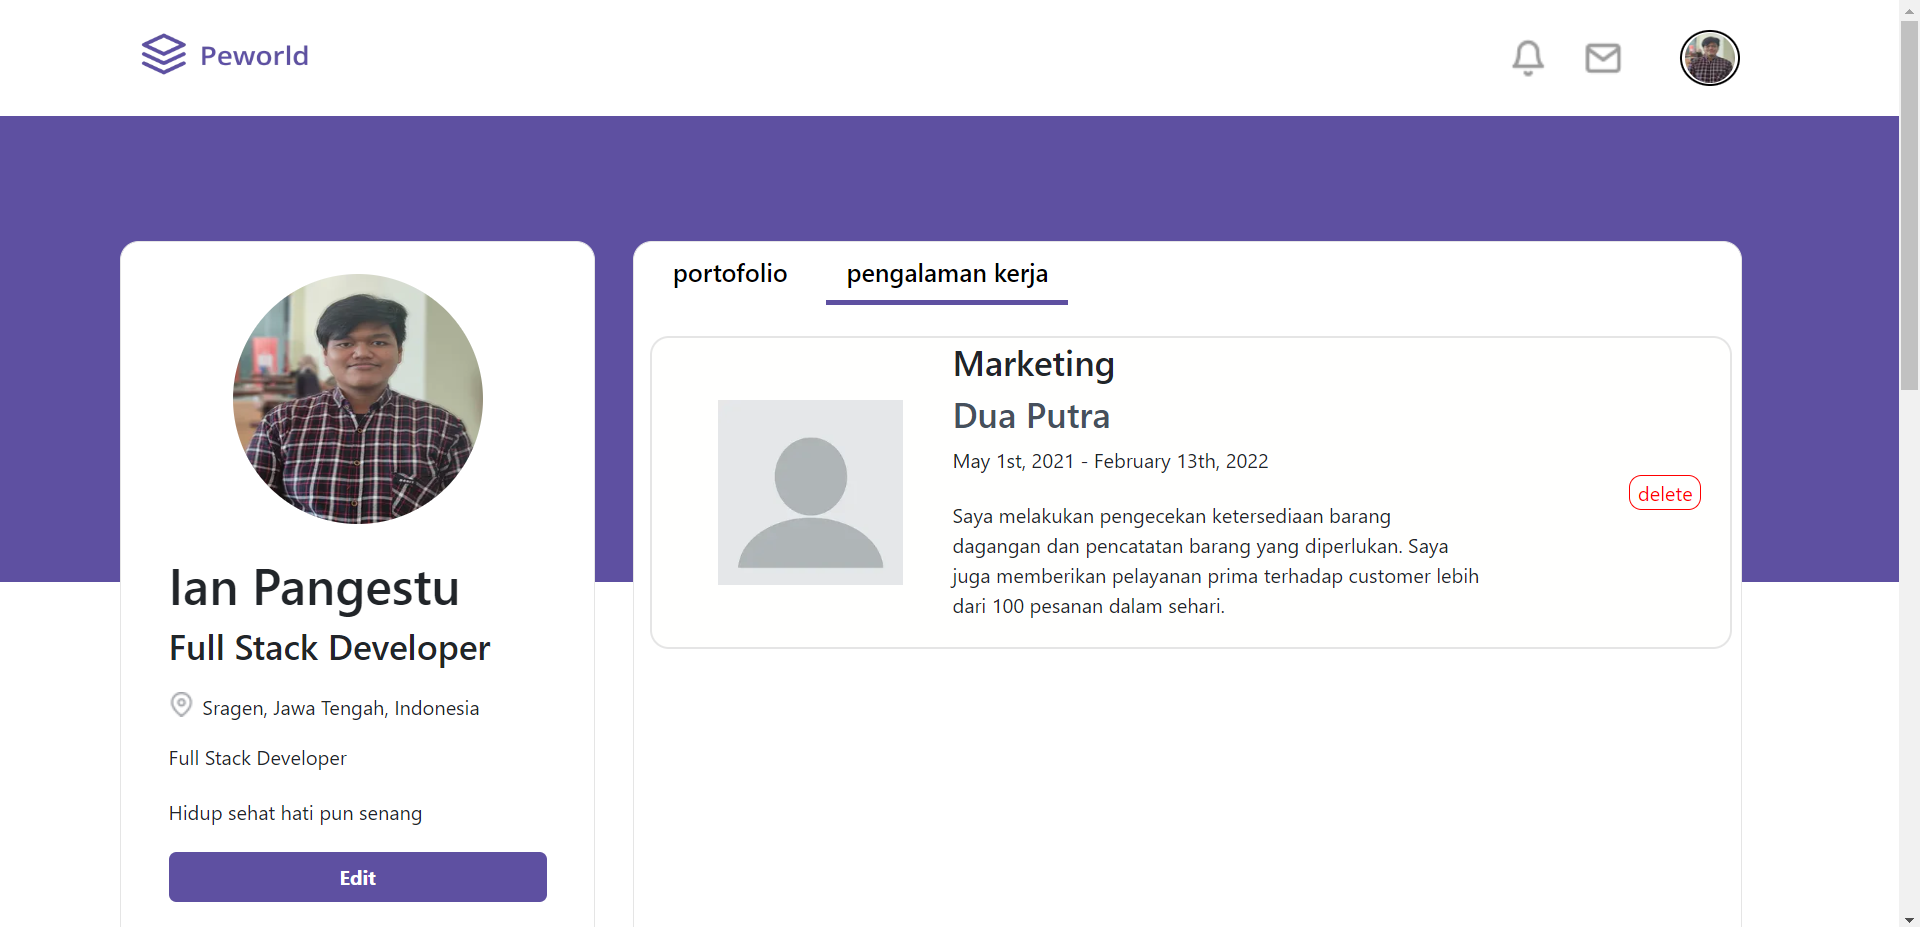 Peworld
portofolio
pengalaman kerja
Marketing
Dua Putra
May 1st, 2021 - February 13th, 2022
Saya melakukan pengecekan ketersediaan barang
dagangan dan pencatatan barang yang diperlukan. Saya
juga memberikan pelayanan prima terhadap customer lebih
dari 100 pesanan dalam sehari.
delete
Ian Pangestu
Full Stack Developer
Sragen, Jawa Tengah, Indonesia
Full Stack Developer
Hidup sehat hati pun senang
Edit